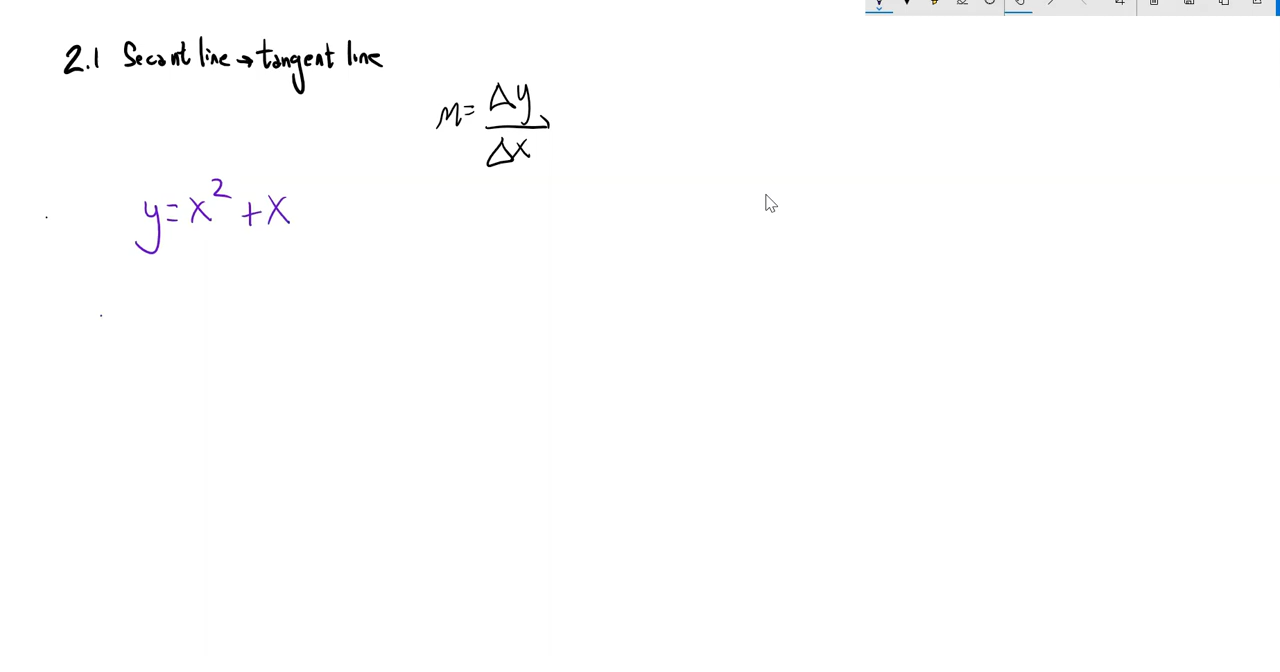 2.1 Secant line → tangent line
m = Δy / Δx
y = x² + x